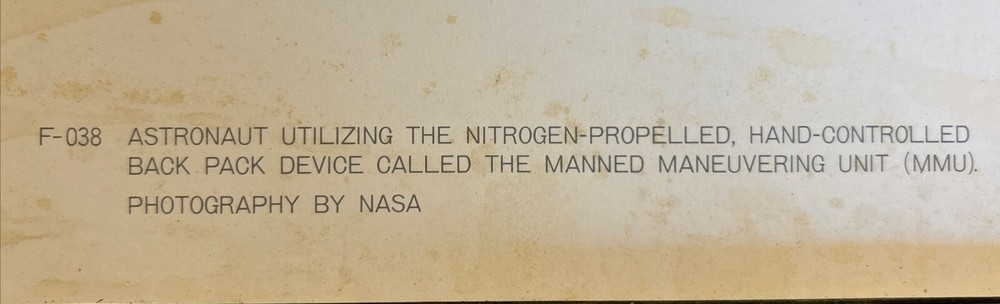 F-038 ASTRONAUT UTILIZING THE NITROGEN-PROPELLED, HAND-CONTROLLED
BACK PACK DEVICE CALLED THE MANNED MANEUVERING UNIT (MMU).
PHOTOGRAPHY BY NASA